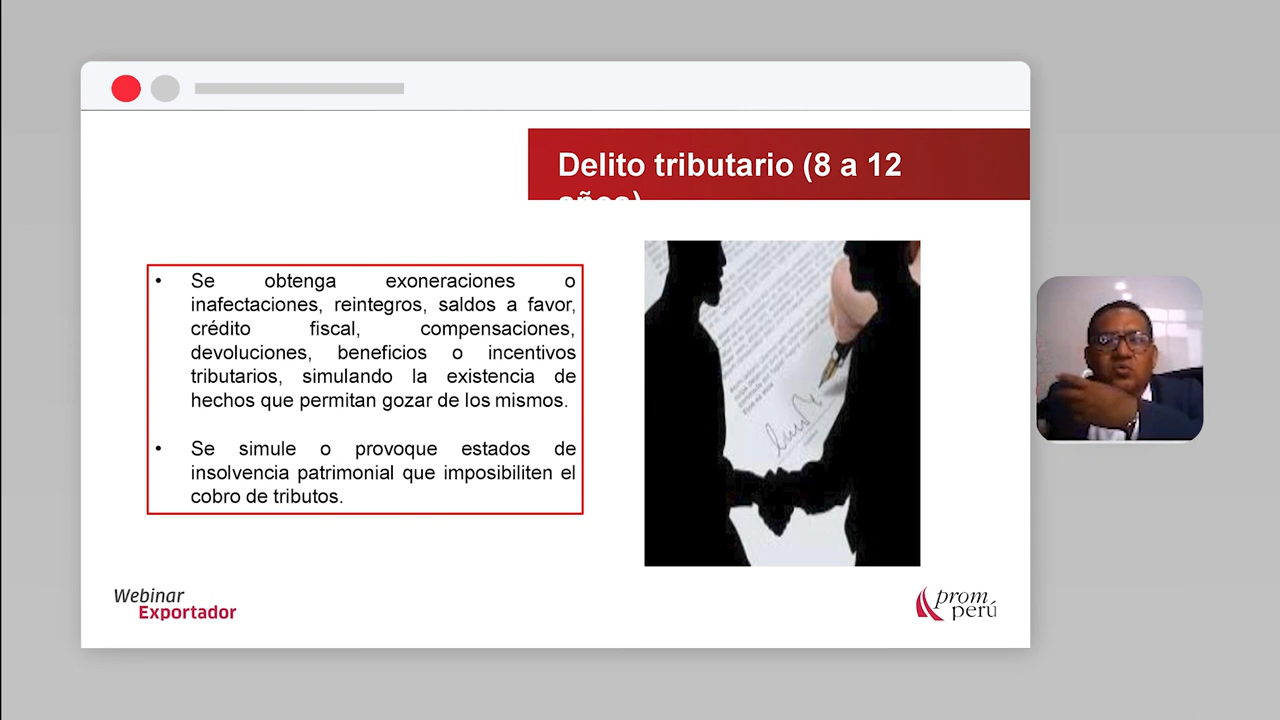 Delito tributario (8 a 12
años)
• Se obtenga exoneraciones o
inafectaciones, reintegros, saldos a favor,
crédito fiscal, compensaciones,
devoluciones, beneficios o incentivos
tributarios, simulando la existencia de
hechos que permitan gozar de los mismos.
• Se simule o provoque estados de
insolvencia patrimonial que imposibiliten el
cobro de tributos.
Webinar
Exportador
prom
perú